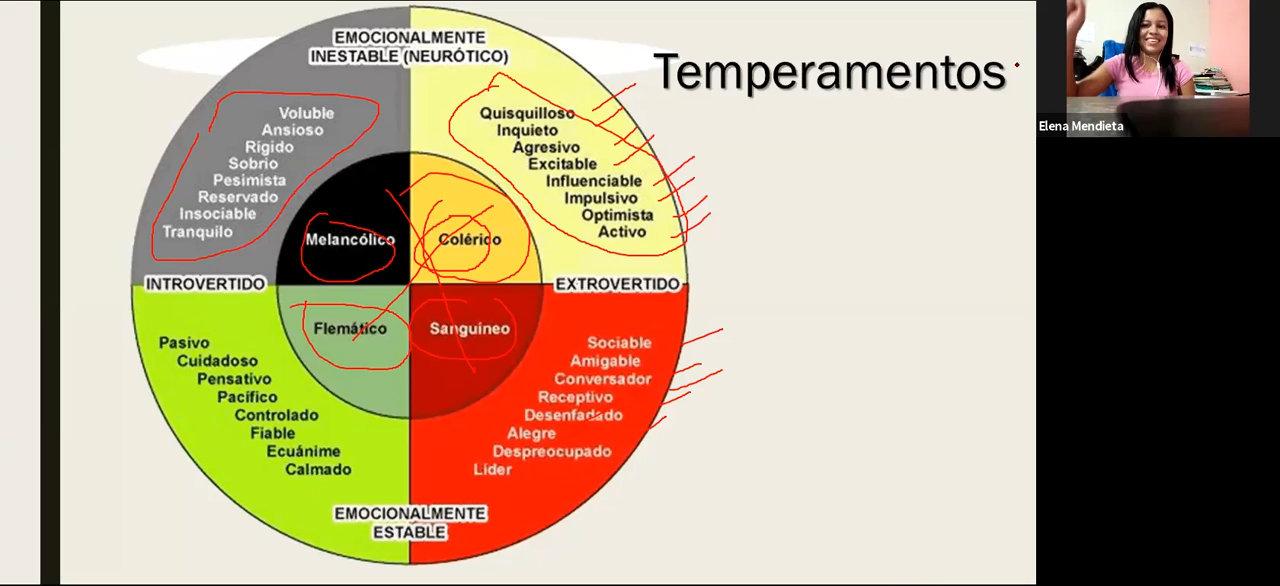 EMOCIONALMENTE
INESTABLE (NEURÓTICO)
Temperamentos
Voluble
Ansioso
Rígido
Sobrio
Pesimista
Reservado
Insociable
Tranquilo
Quisquilloso
Inquieto
Agresivo
Excitable
Influenciable
Impulsivo
Optimista
Activo
Melancólico
Colérico
INTROVERTIDO
EXTROVERTIDO
Flemático
Sanguíneo
Pasivo
Cuidadoso
Pensativo
Pacífico
Controlado
Fiable
Ecuánime
Calmado
Sociable
Amigable
Conversador
Receptivo
Desenfadado
Alegre
Despreocupado
Líder
EMOCIONALMENTE
ESTABLE
Elena Mendieta